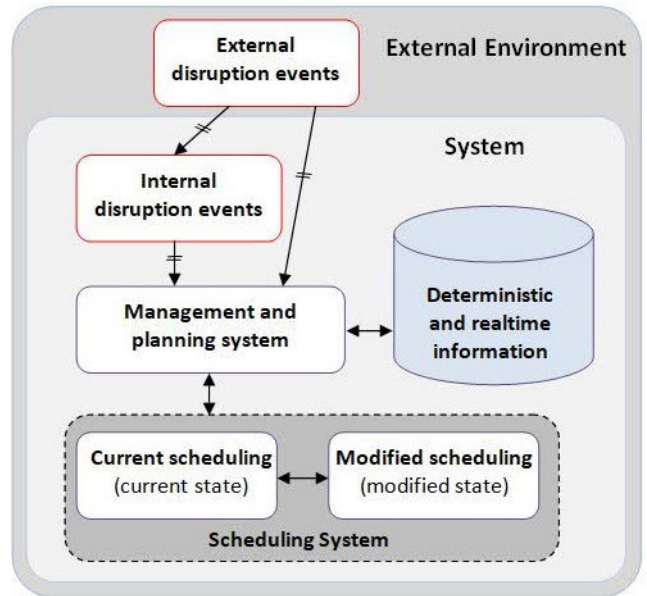 External
disruption events
External Environment
System
Internal
disruption events
Management and
planning system
Deterministic
and realtime
information
Current scheduling
(current state)
Modified scheduling
(modified state)
Scheduling System